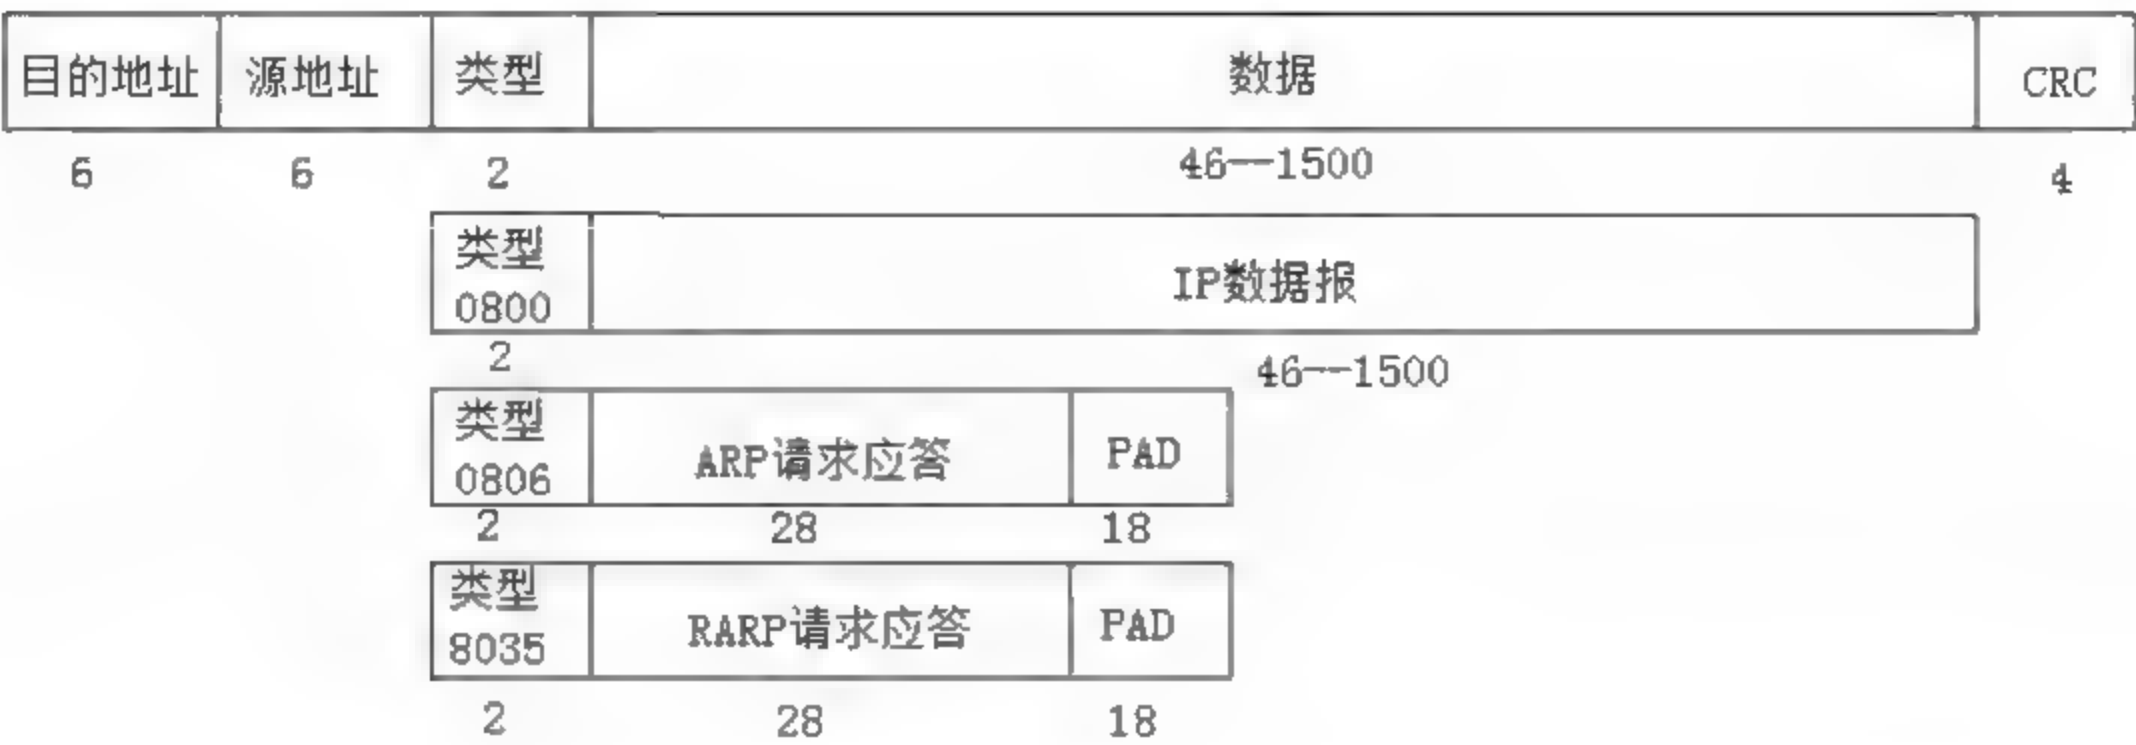 目的地址 源地址 类型 数据 CRC
6 6 2 46--1500 4
类型
0800
IP数据报
2 46--1500
类型
0806
ARP请求应答 PAD
2 28 18
类型
8035
RARP请求应答 PAD
2 28 18